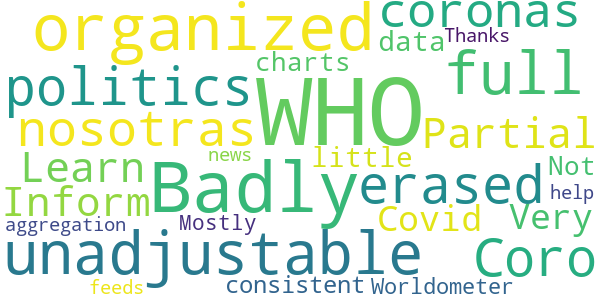 organized
coronas
data
Thanks
charts
politics
WHO
full
nosotras
Partial
news
little
Learn
Badly
erased
Not
help
Inform
Covid
Very
aggregation
Mostly
unadjustable
Coro
feeds
consistent
Worldometer